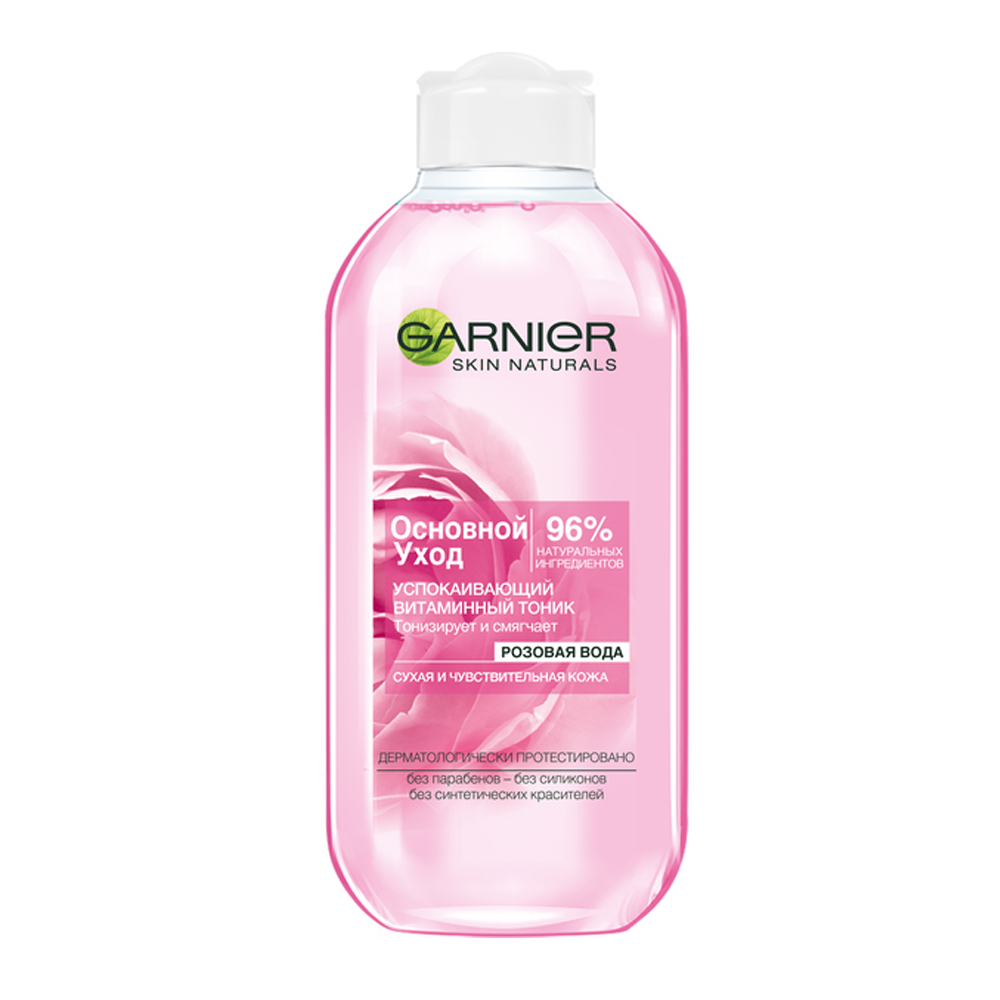 GARNIER
SKIN NATURALS
Основной
Уход
96%
НАТУРАЛЬНЫХ
ИНГРЕДИЕНТОВ
УСПОКАИВАЮЩИЙ
ВИТАМИННЫЙ ТОНИК
Тонизирует и смягчает
РОЗОВАЯ ВОДА
СУХАЯ И ЧУВСТВИТЕЛЬНАЯ КОЖА
ДЕРМАТОЛОГИЧЕСКИ ПРОТЕСТИРОВАНО
без парабенов – без силиконов
без синтетических красителей